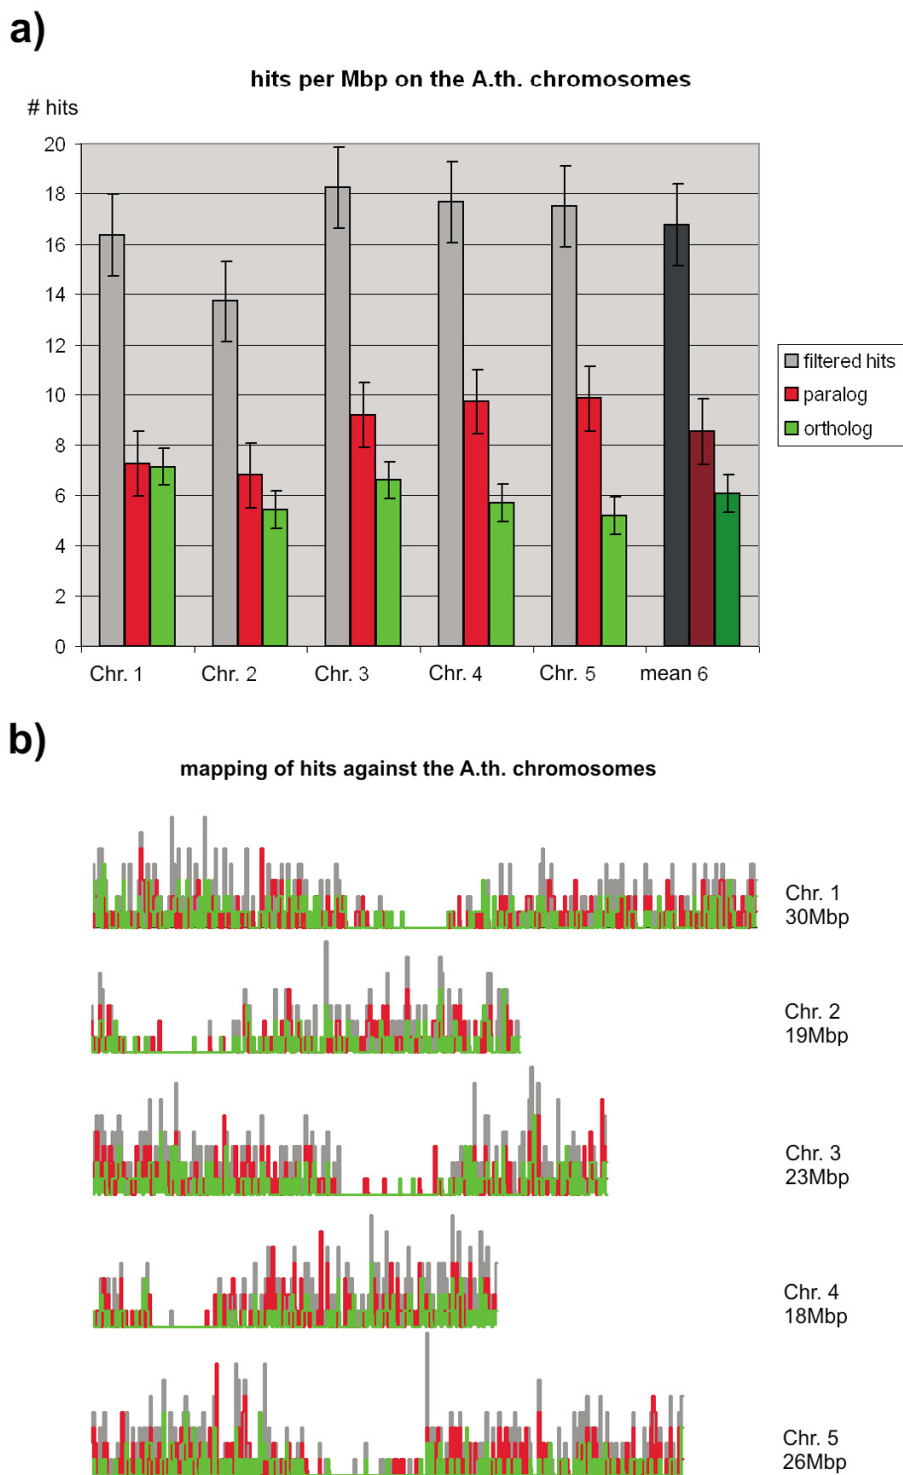 a)
hits per Mbp on the A.th. chromosomes
# hits
20
18
16
14
12
10
8
6
4
2
0
filtered hits
paralog
ortholog
Chr. 1 Chr. 2 Chr. 3 Chr. 4 Chr. 5 mean 6
b)
mapping of hits against the A.th. chromosomes
Chr. 1
30Mbp
Chr. 2
19Mbp
Chr. 3
23Mbp
Chr. 4
18Mbp
Chr. 5
26Mbp